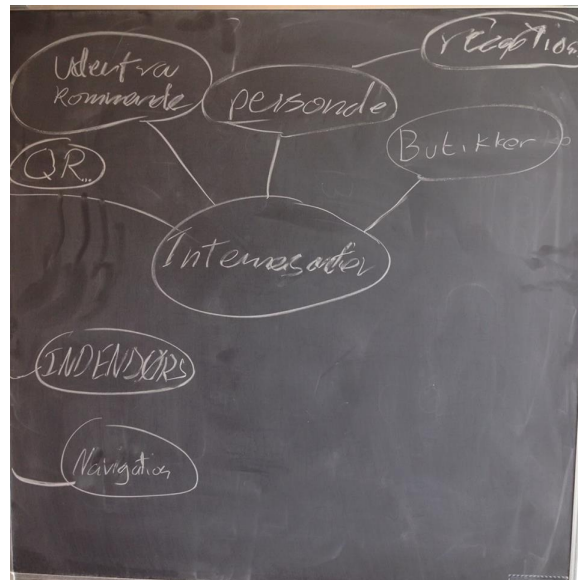 Udefra
kommende
personale
reception
Butikker
QR...
Interessenter
INDENDØRS
Navigation